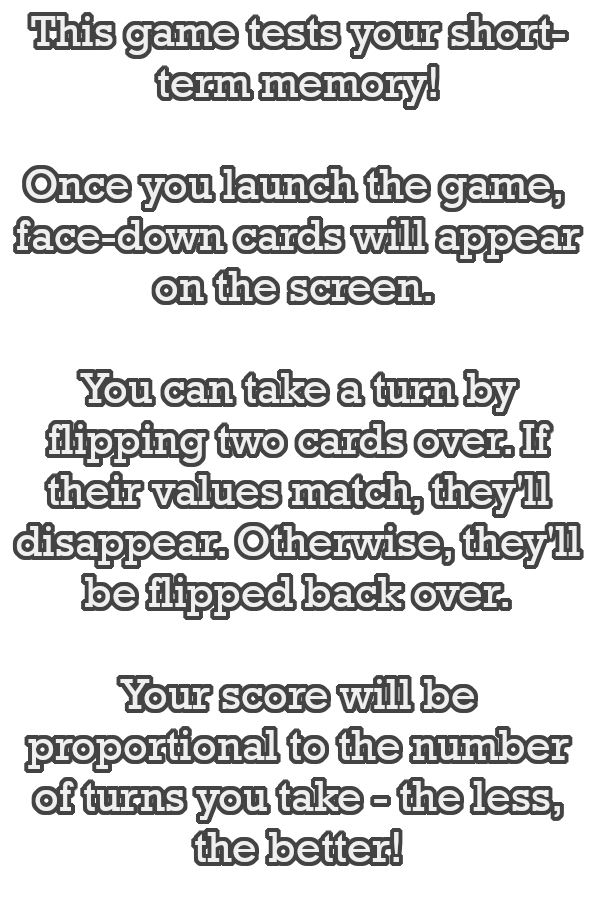 This game tests your short-
term memory!
Once you launch the game,
face-down cards will appear
on the screen.
You can take a turn by
flipping two cards over. If
their values match, they'll
disappear. Otherwise, they'll
be flipped back over.
Your score will be
proportional to the number
of turns you take - the less,
the better!